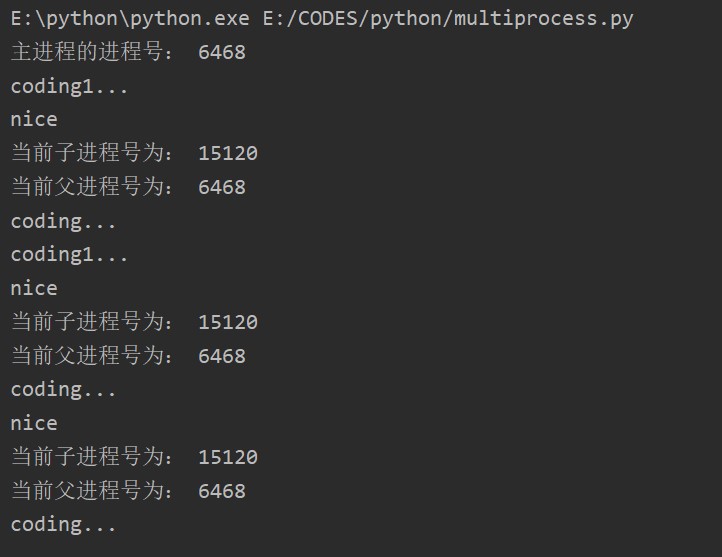 E:\python\python.exe E:/CODES/python/multiprocess.py
主进程的进程号： 6468
coding1...
nice
当前子进程号为： 15120
当前父进程号为： 6468
coding...
coding1...
nice
当前子进程号为： 15120
当前父进程号为： 6468
coding...
nice
当前子进程号为： 15120
当前父进程号为： 6468
coding...